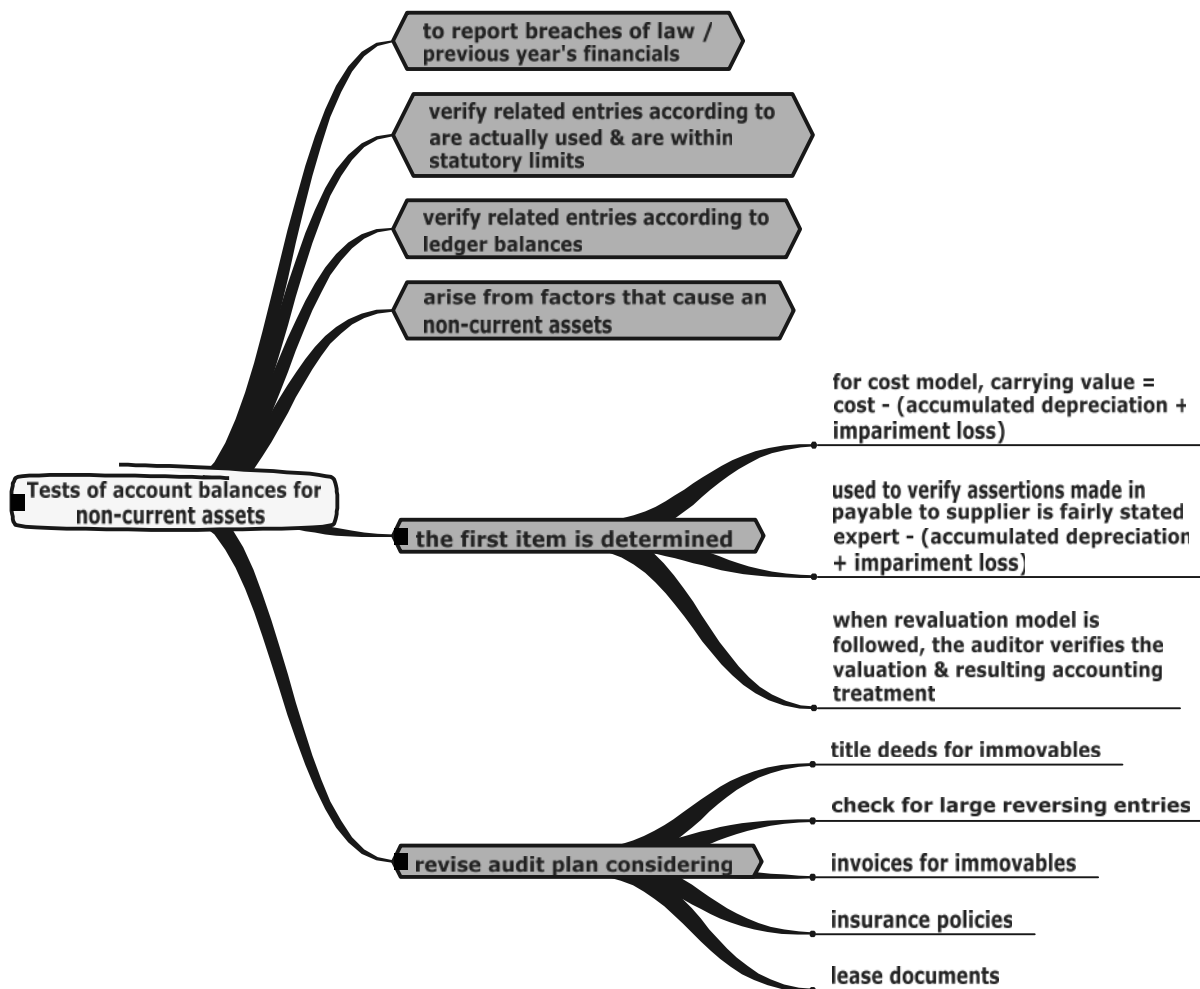 to report breaches of law /
previous year's financials
verify related entries according to
are actually used & are within
statutory limits
verify related entries according to
ledger balances
arise from factors that cause an
non-current assets
Tests of account balances for
non-current assets
the first item is determined
for cost model, carrying value =
cost - (accumulated depreciation +
impariment loss)
used to verify assertions made in
payable to supplier is fairly stated
expert - (accumulated depreciation
+ impariment loss)
when revaluation model is
followed, the auditor verifies the
valuation & resulting accounting
treatment
revise audit plan considering
title deeds for immovables
check for large reversing entries
invoices for immovables
insurance policies
lease documents